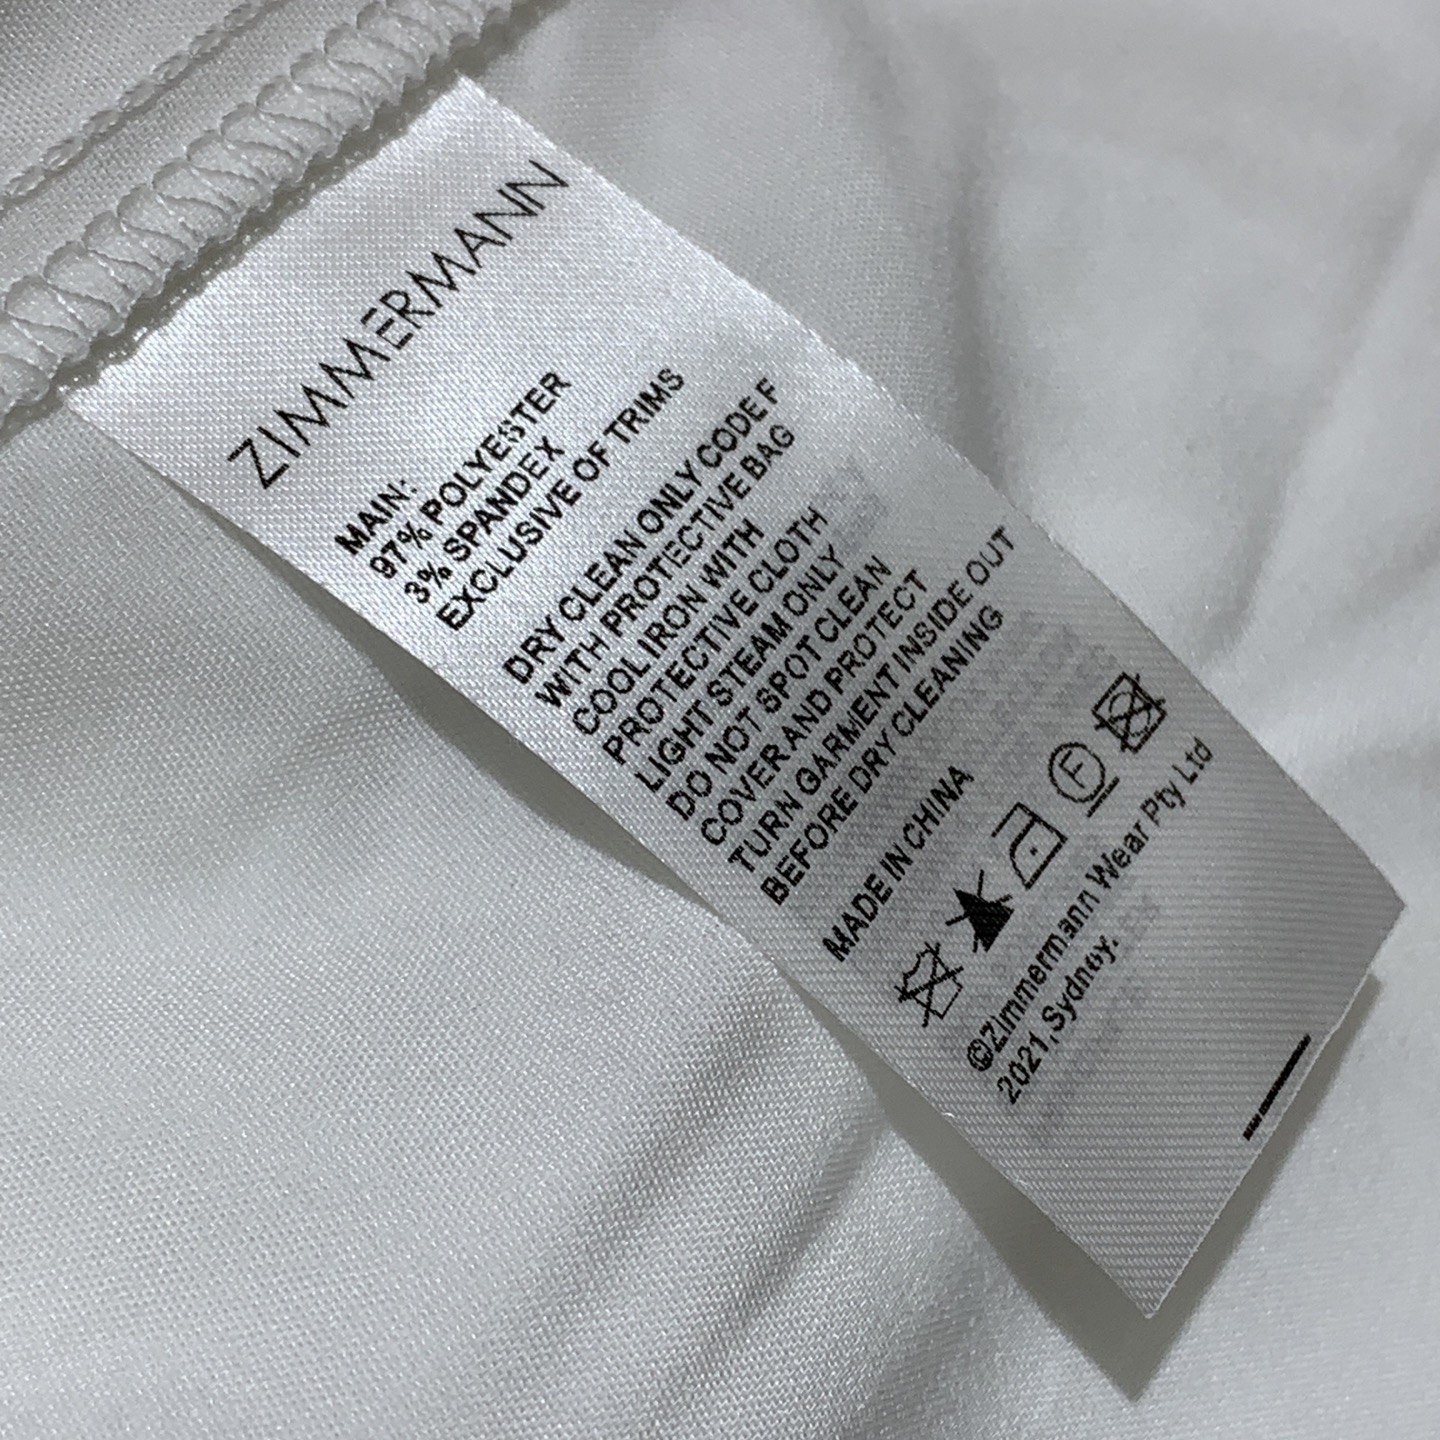 ZIMMERMANN
MAIN:
97% POLYESTER
3% SPANDEX
EXCLUSIVE OF TRIMS
DRY CLEAN ONLY CODE F
WITH PROTECTIVE BAG
COOL IRON WITH
PROTECTIVE CLOTH
LIGHT STEAM ONLY
DO NOT SPOT CLEAN
COVER AND PROTECT
TURN GARMENT INSIDE OUT
BEFORE DRY CLEANING
MADE IN CHINA
F
©Zimmermann Wear Pty Ltd
2021,Sydney.